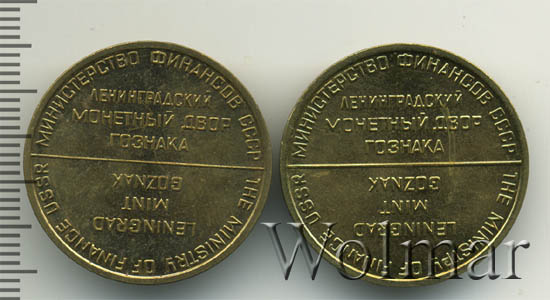 МИНИСТЕРСТВО ФИНАНСОВ СССР
ЛЕНИНГРАДСКИЙ
МОНЕТНЫЙ ДВОР
ГОЗНАКА
THE MINISTRY OF FINANCE USSR
LENINGRAD
MINT
GOZNAK
МИНИСТЕРСТВО ФИНАНСОВ СССР
ЛЕНИНГРАДСКИЙ
МОНЕТНЫЙ ДВОР
ГОЗНАКА
THE MINISTRY OF FINANCE USSR
LENINGRAD
MINT
GOZNAK
Wolmar